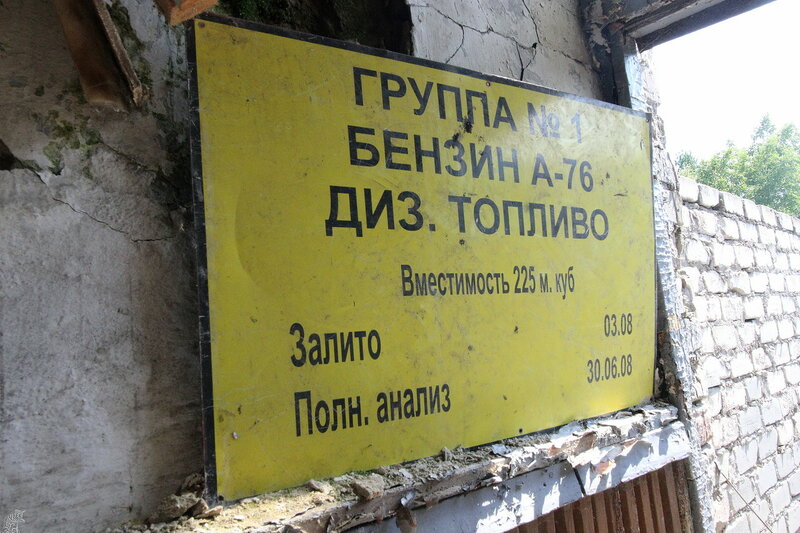 ГРУППА № 1
БЕНЗИН А-76
ДИЗ. ТОПЛИВО
Вместимость 225 м. куб
Залито 03.08
Полн. анализ 30.06.08